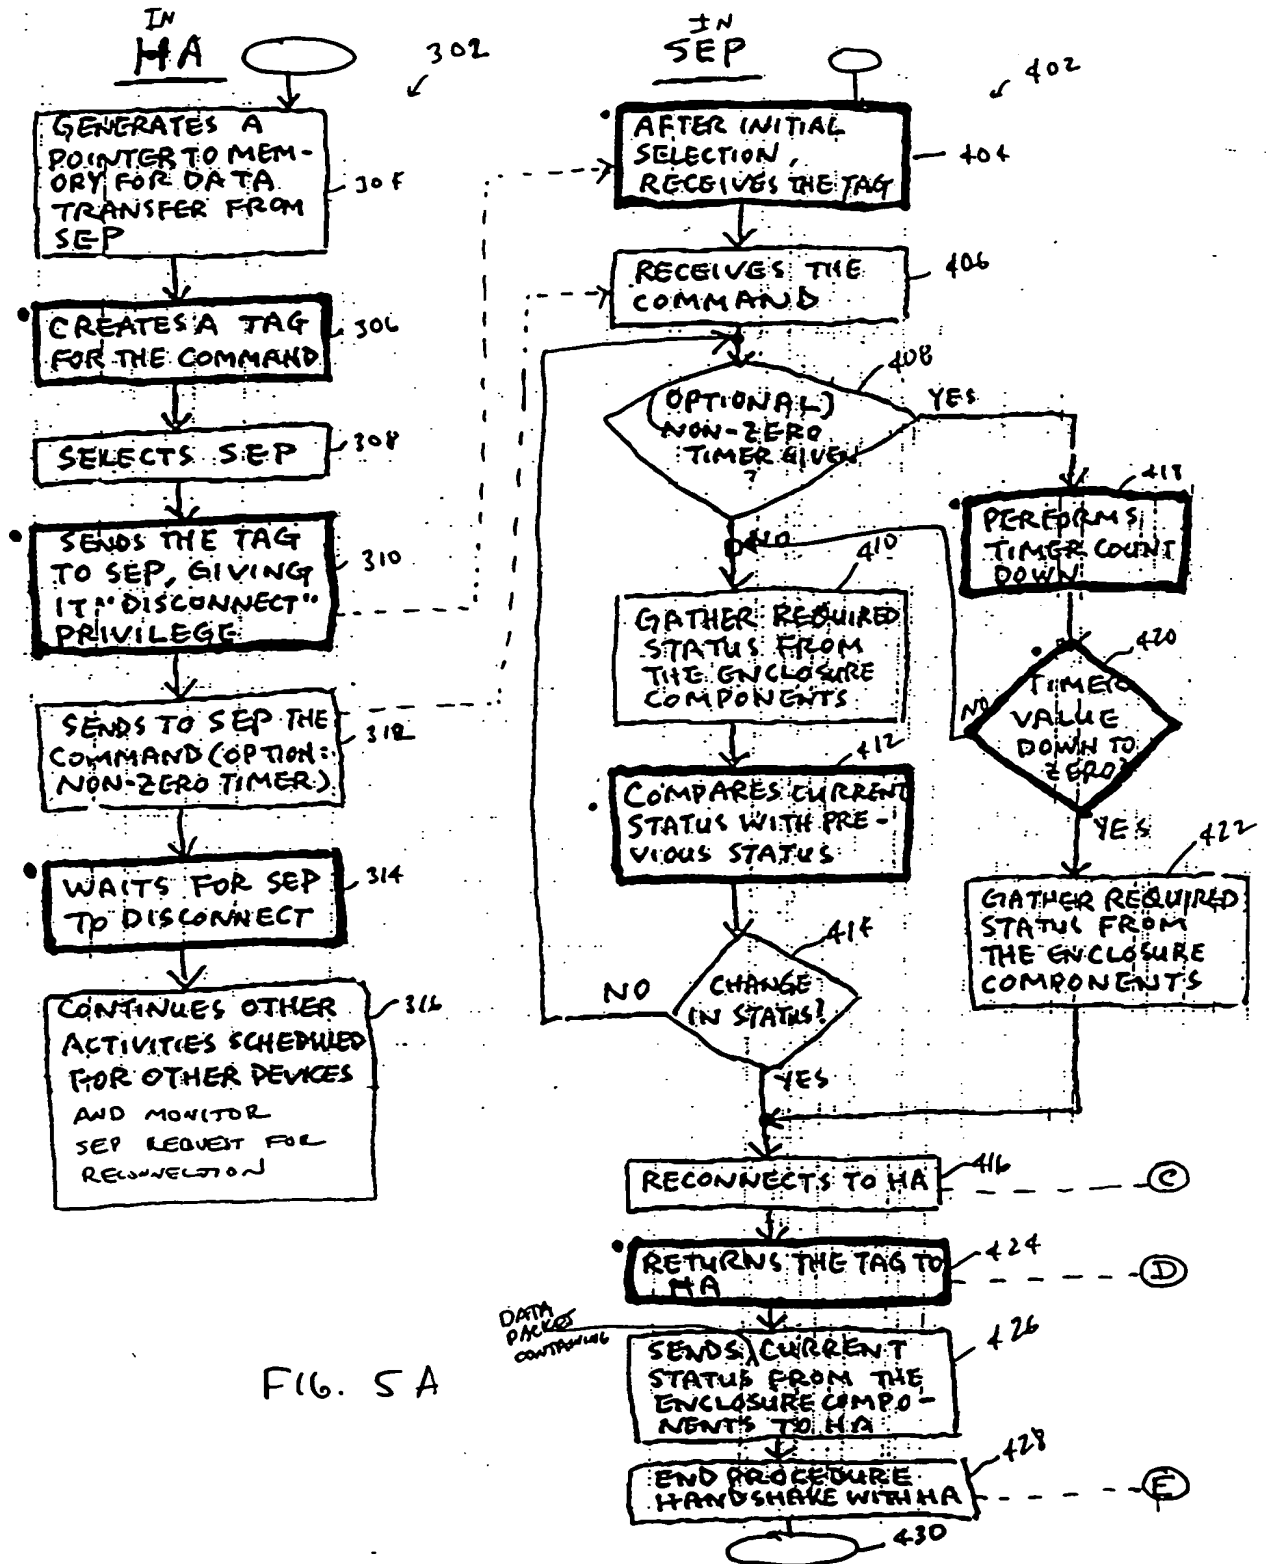 IN
HA
302
GENERATES A
POINTER TO MEM-
ORY FOR DATA
TRANSFER FROM
SEP
304
CREATES A TAG
FOR THE COMMAND
306
SELECTS SEP
308
SENDS THE TAG
TO SEP, GIVING
IT "DISCONNECT"
PRIVILEGE
310
SENDS TO SEP THE
COMMAND (OPTION:
NON-ZERO TIMER)
312
WAITS FOR SEP
TO DISCONNECT
314
CONTINUES OTHER
ACTIVITIES SCHEDULED
FOR OTHER DEVICES
AND MONITOR
SEP REQUEST FOR
RECONNECTION
316
IN
SEP
402
AFTER INITIAL
SELECTION,
RECEIVES THE TAG
404
RECEIVES THE
COMMAND
406
(OPTIONAL)
NON-ZERO
TIMER GIVEN
?
408
YES
NO
410
GATHER REQUIRED
STATUS FROM
THE ENCLOSURE
COMPONENTS
412
COMPARES CURRENT
STATUS WITH PRE-
VIOUS STATUS
414
CHANGE
IN STATUS?
NO
YES
418
PERFORMS
TIMER COUNT
DOWN
420
TIMER
VALUE
DOWN TO
ZERO?
NO
YES
422
GATHER REQUIRED
STATUS FROM
THE ENCLOSURE
COMPONENTS
RECONNECTS TO HA
416
C
RETURNS THE TAG TO
HA
424
D
DATA
PACKET
CONTAINING
SENDS CURRENT
STATUS FROM THE
ENCLOSURE COMPO-
NENTS TO HA
426
END PROCEDURE
HANDSHAKE WITH HA
428
E
430
FIG. 5A